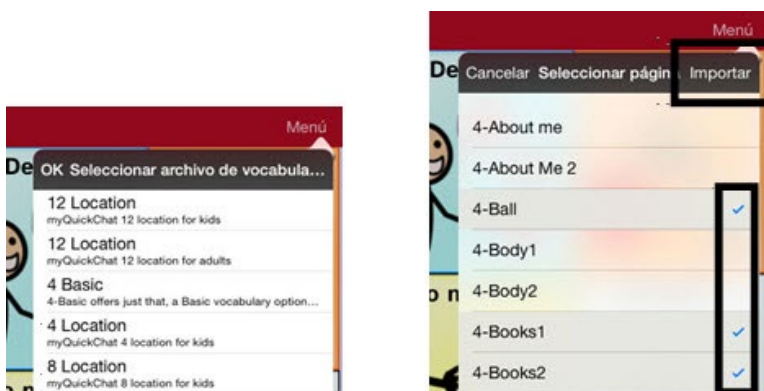 Menú
De
OK Seleccionar archivo de vocabula...
12 Location
myQuickChat 12 location for kids
12 Location
myQuickChat 12 location for adults
4 Basic
4-Basic offers just that, a Basic vocabulary option...
4 Location
myQuickChat 4 location for kids
8 Location
myQuickChat 8 location for kids
Menú
De
Cancelar Seleccionar págin Importar
4-About me
4-About Me 2
4-Ball
4-Body1
4-Body2
o n
4-Books1
4-Books2